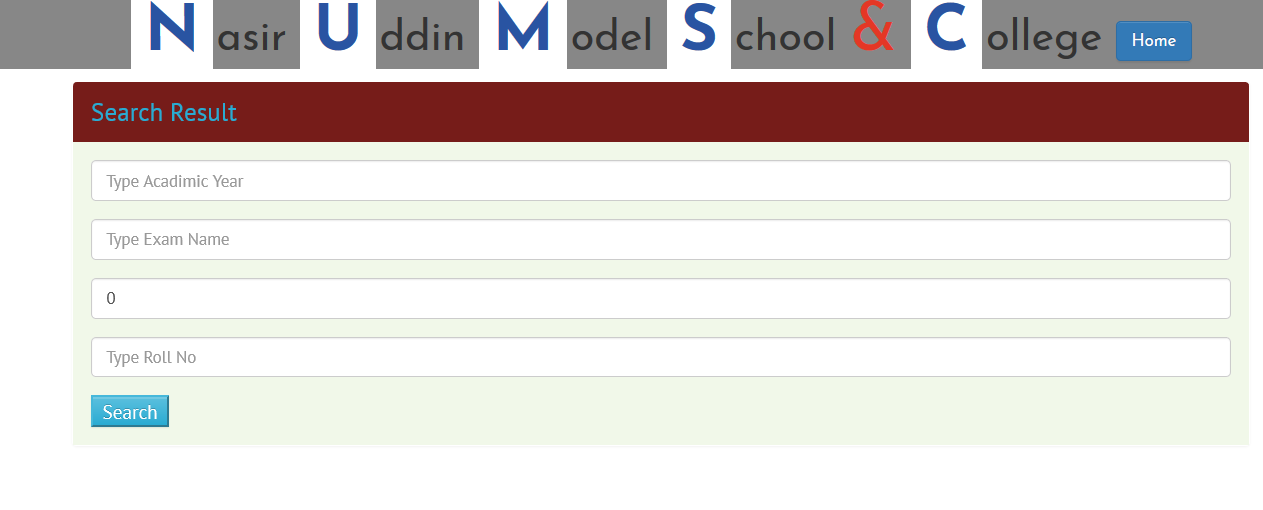 Nasir Uddin Model School & College Home
Search Result
Type Acadimic Year
Type Exam Name
0
Type Roll No
Search